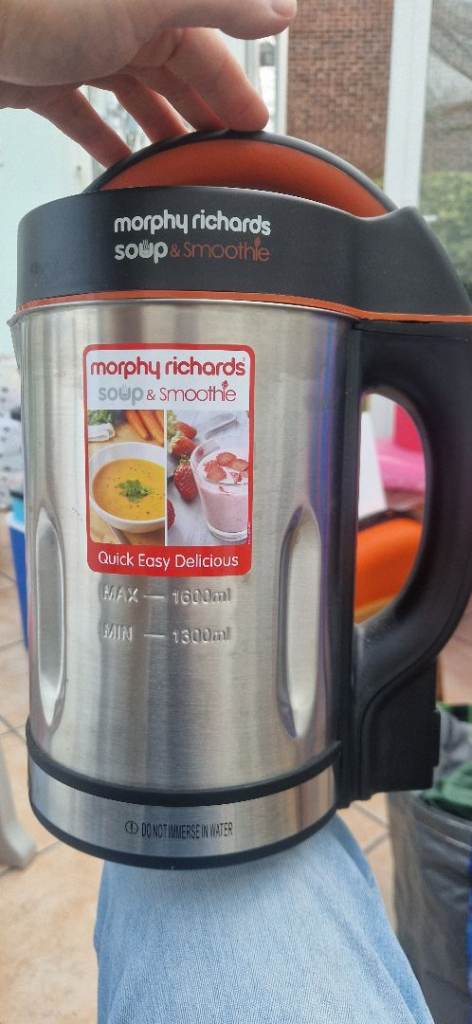 morphy richards
soup & Smoothie
morphy richards®
soup & Smoothie
Quick Easy Delicious
MAX — 1600ml
MIN — 1300ml
DO NOT IMMERSE IN WATER